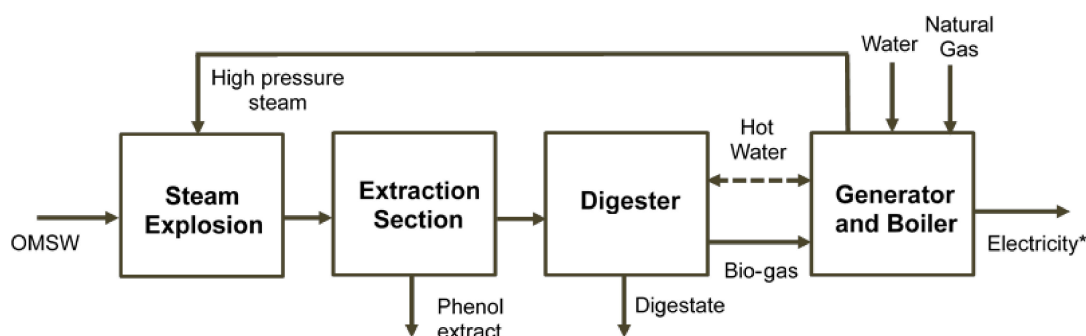 Water
Natural
Gas
High pressure
steam
Hot
Water
Steam
Explosion
Extraction
Section
Digester
Generator
and Boiler
OMSW
Bio-gas
Electricity*
Phenol
extract
Digestate